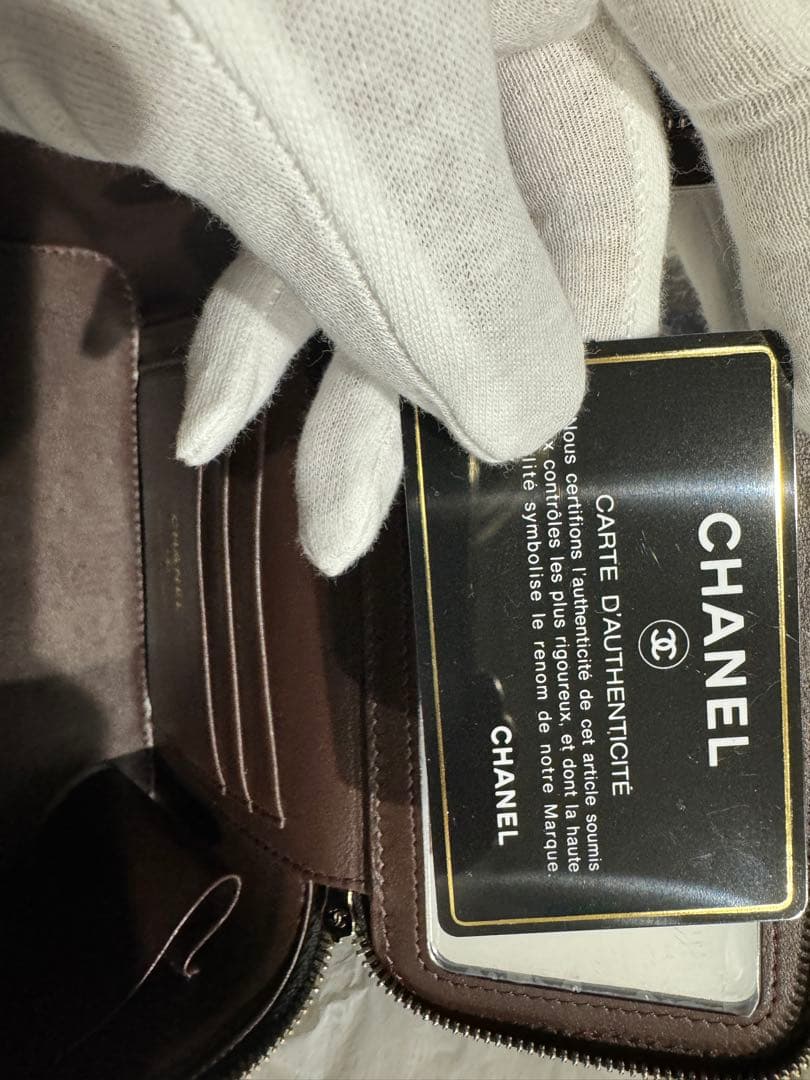 CHANEL
CARTE D'AUTHENTICITÉ
certifions l'authenticité de cet article soumis
contrôles les plus rigoureux, et dont la haute
symbolise le renom de notre Marque.
CHANEL
CHANEL